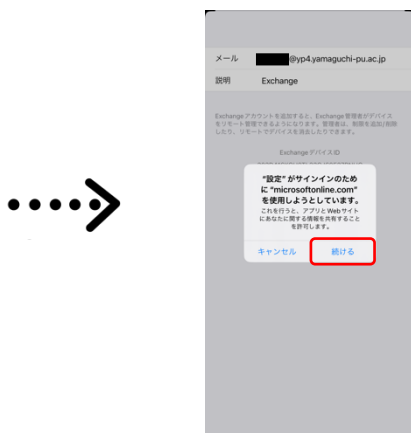 メール @yp4.yamaguchi-pu.ac.jp
説明 Exchange
Exchangeアカウントを追加すると、Exchange管理者がデバイス
をリモート管理できるようになります。管理者は、制限を追加/削除
したり、リモートでデバイスを消去したりできます。
ExchangeデバイスID
“設定”がサインインのため
に“microsoftonline.com”
を使用しようとしています。
これを行うと、アプリとWebサイト
にあなたに関する情報を共有すること
を許可します。
キャンセル 続ける